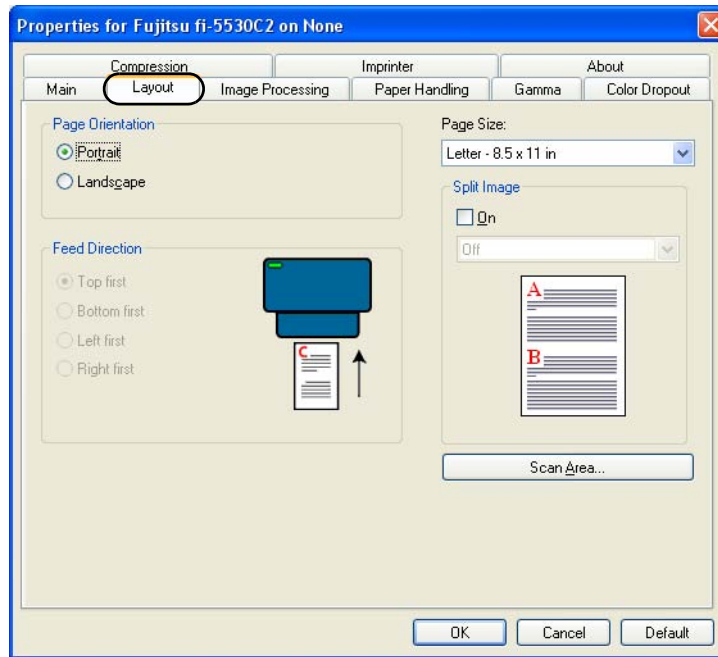 Properties for Fujitsu fi-5530C2 on None
Compression Imprinter About
Main Layout Image Processing Paper Handling Gamma Color Dropout
Page Orientation
Portrait
Landscape
Feed Direction
Top first
Bottom first
Left first
Right first
C
Page Size:
Letter - 8.5 x 11 in
Split Image
On
Off
A
B
Scan Area...
OK Cancel Default